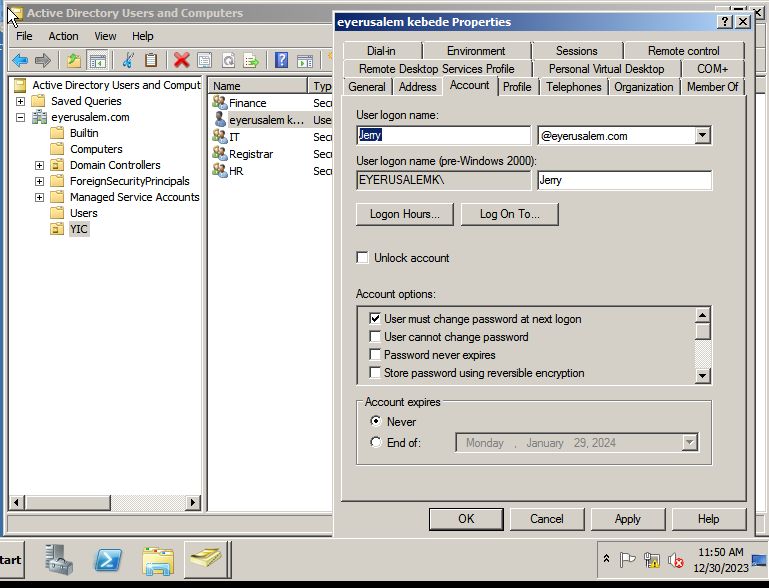 Active Directory Users and Computers
File Action View Help
Active Directory Users and Comput
Saved Queries
eyerusalem.com
Builtin
Computers
Domain Controllers
ForeignSecurityPrincipals
Managed Service Accounts
Users
YIC
Name Typ
Finance Secu
eyerusalem k... User
IT Secu
Registrar Secu
HR Secu
eyerusalem kebede Properties
Dial-in Environment Sessions Remote control
Remote Desktop Services Profile Personal Virtual Desktop COM+
General Address Account Profile Telephones Organization Member Of
User logon name:
Jerry @eyerusalem.com
User logon name (pre-Windows 2000):
EYERUSALEMK\ Jerry
Logon Hours... Log On To...
Unlock account
Account options:
User must change password at next logon
User cannot change password
Password never expires
Store password using reversible encryption
Account expires
Never
End of: Monday , January 29, 2024
OK Cancel Apply Help
tart
11:50 AM
12/30/2023